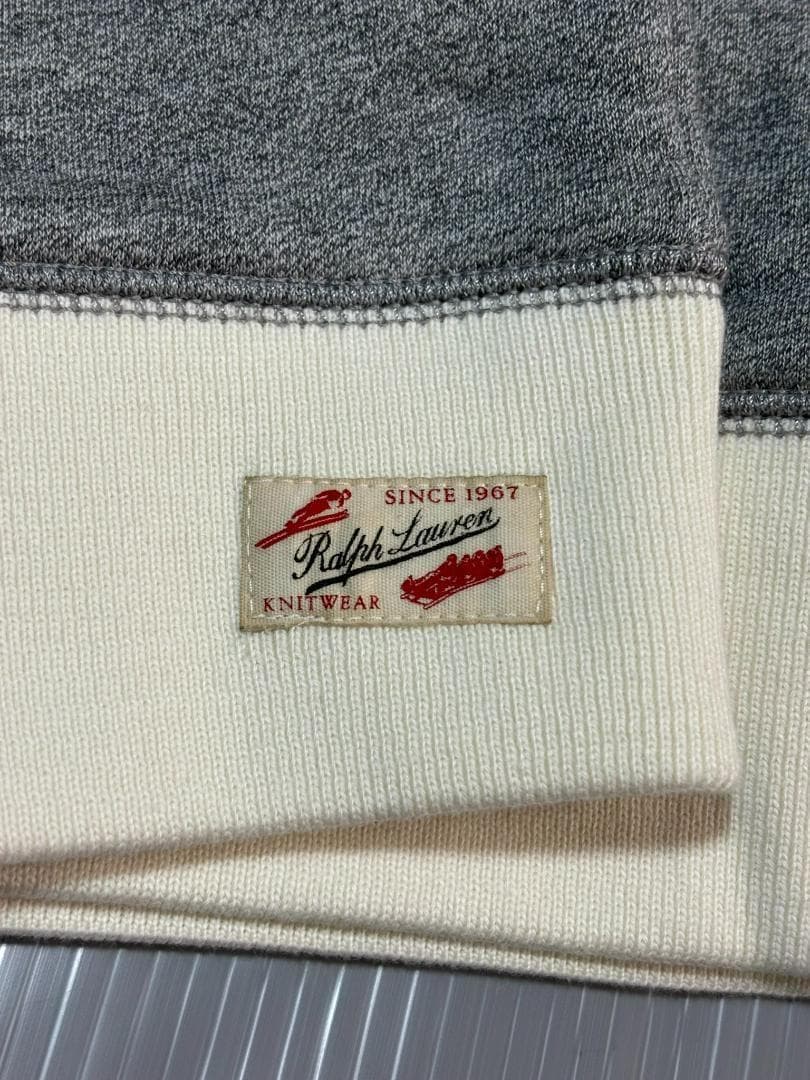 SINCE 1967
Ralph Lauren
KNITWEAR